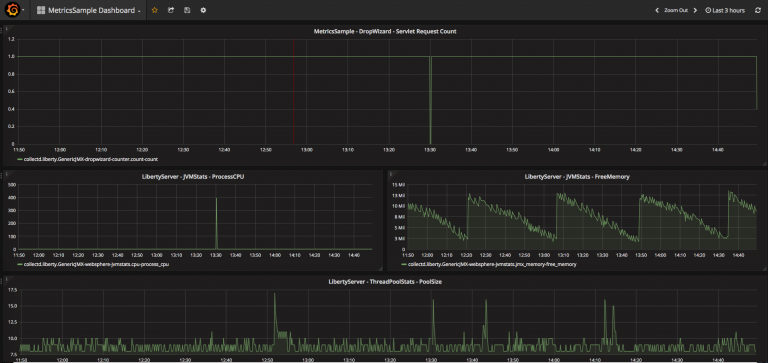 MetricsSample Dashboard
Zoom Out
Last 3 hours
MetricsSample - DropWizard - Servlet Request Count
1.2
1.0
0.8
0.6
0.4
0.2
0
11:50 12:00 12:10 12:20 12:30 12:40 12:50 13:00 13:10 13:20 13:30 13:40 13:50 14:00 14:10 14:20 14:30 14:40
collectd.liberty.GenericJMX-dropwizard-counter.count-count
LibertyServer - JVMStats - ProcessCPU
500
400
300
200
100
0
11:50 12:00 12:10 12:20 12:30 12:40 12:50 13:00 13:10 13:20 13:30 13:40 13:50 14:00 14:10 14:20 14:30 14:40
collectd.liberty.GenericJMX-websphere-jvmstats.cpu-process_cpu
LibertyServer - JVMStats - FreeMemory
15 Mil
13 Mil
10 Mil
8 Mil
5 Mil
3 Mil
0
11:50 12:00 12:10 12:20 12:30 12:40 12:50 13:00 13:10 13:20 13:30 13:40 13:50 14:00 14:10 14:20 14:30 14:40
collectd.liberty.GenericJMX-websphere-jvmstats.jmx_memory-free_memory
LibertyServer - ThreadPoolStats - PoolSize
17.5
15.0
12.5
10.0
7.5
11:50 12:00 12:10 12:20 12:30 12:40 12:50 13:00 13:10 13:20 13:30 13:40 13:50 14:00 14:10 14:20 14:30 14:40